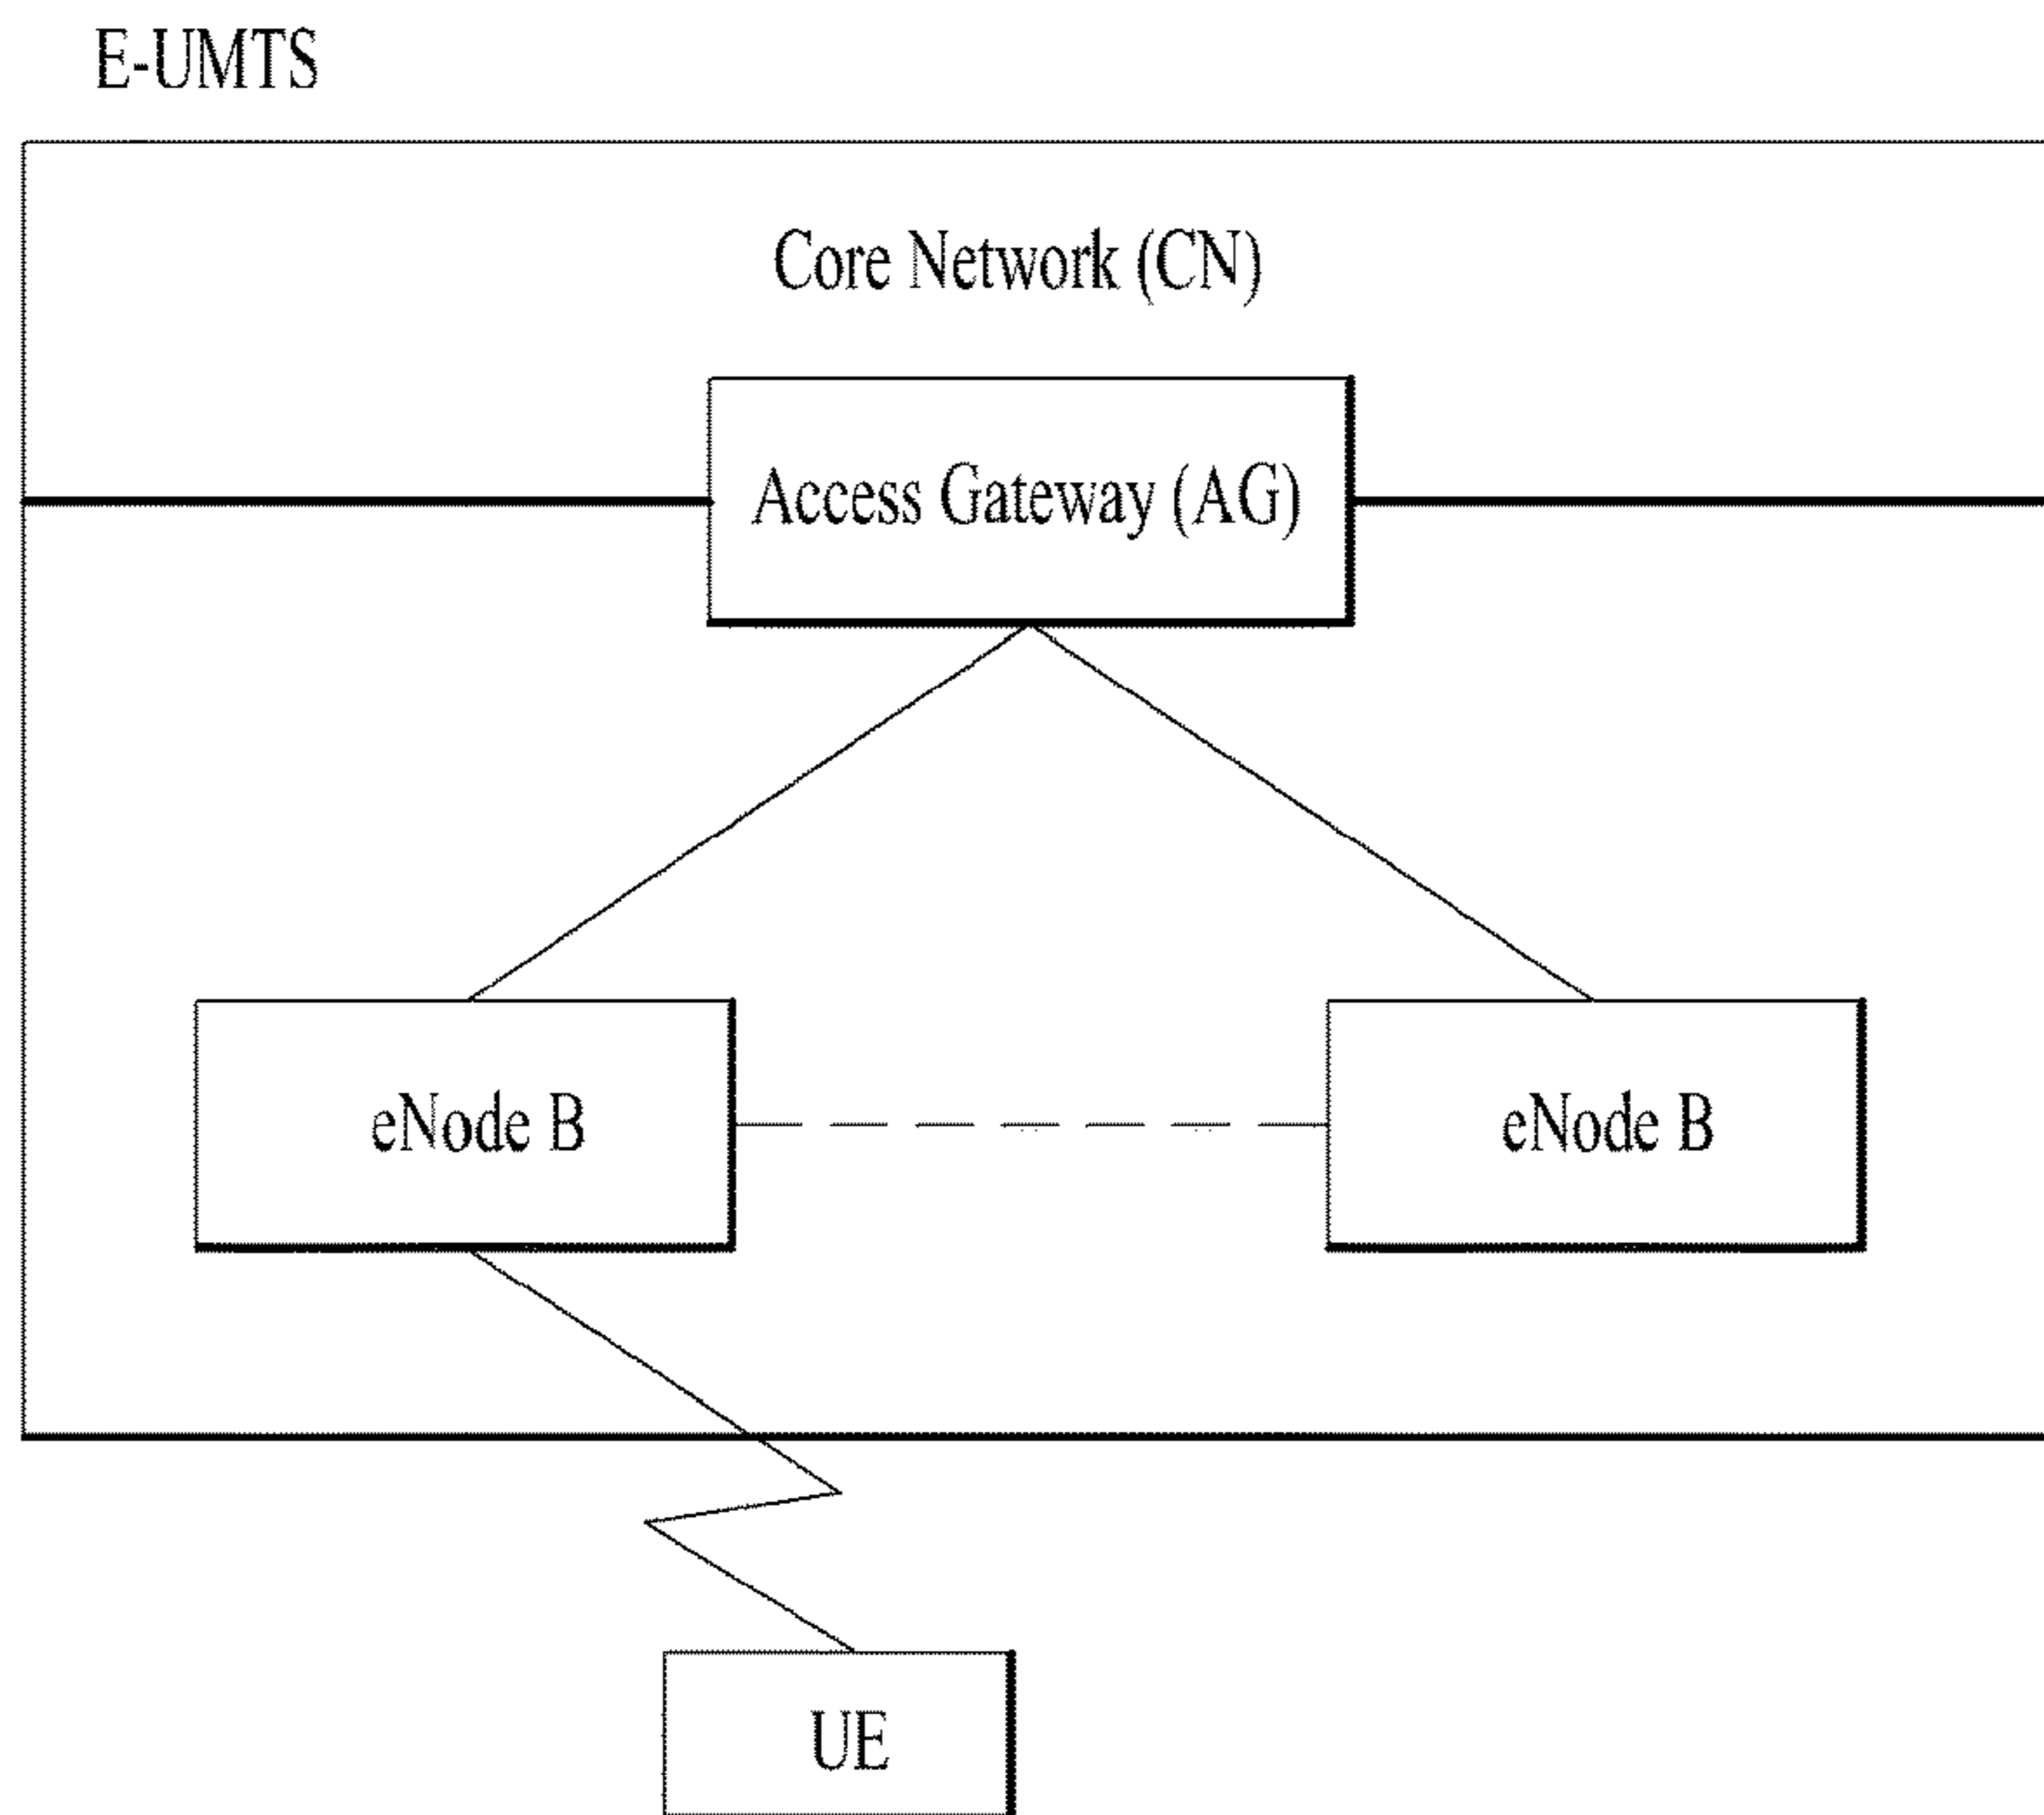 E-UMTS
Core Network (CN)
Access Gateway (AG)
eNode B
eNode B
UE